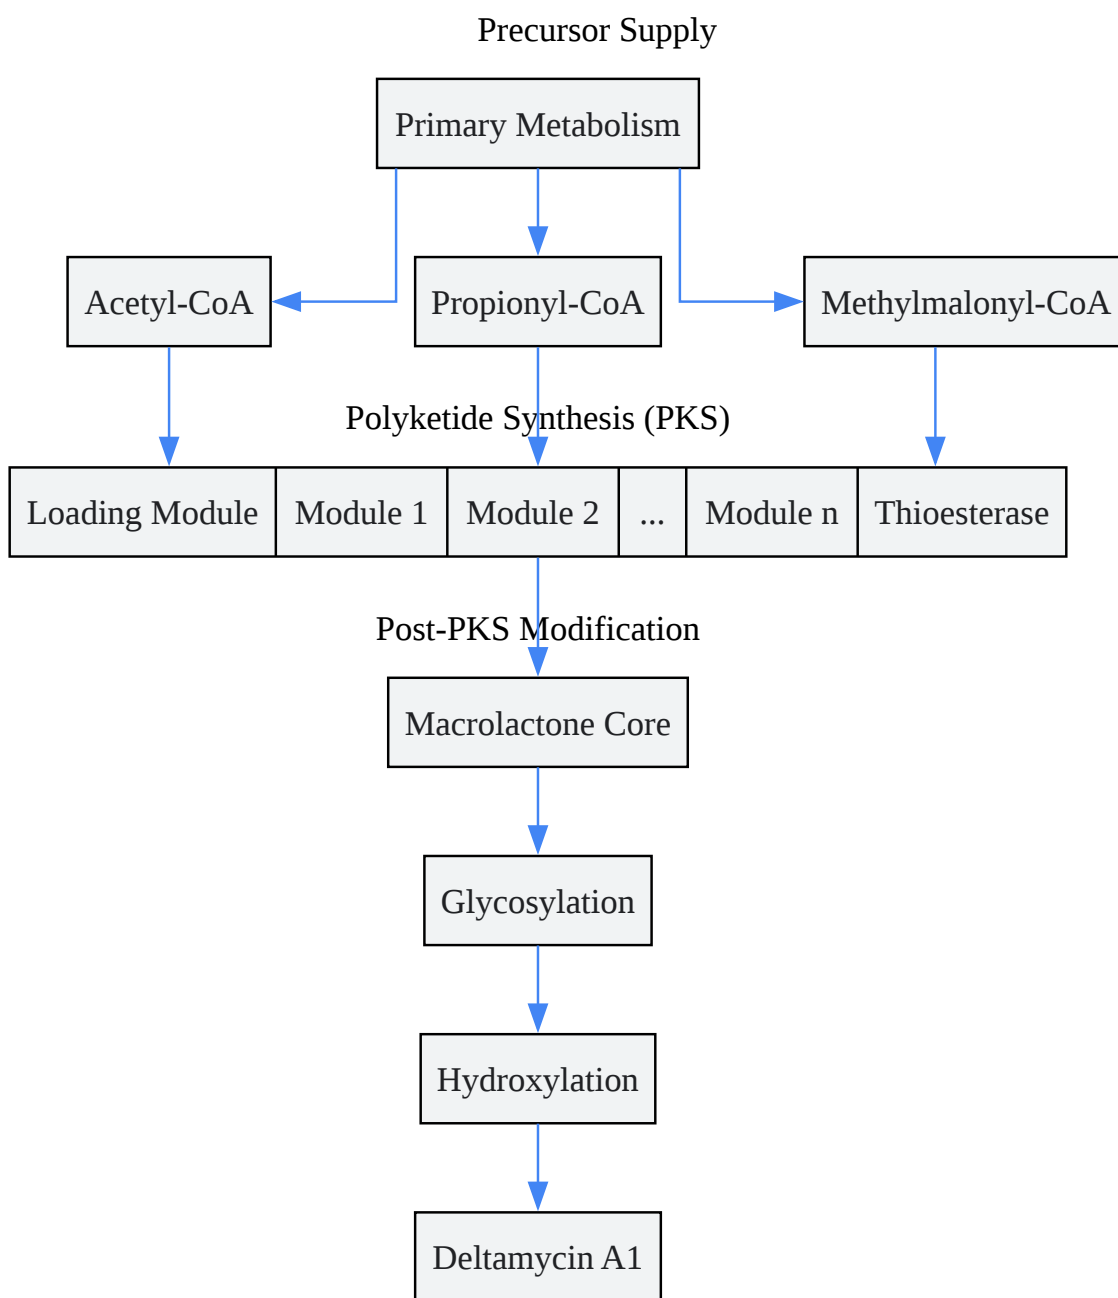 Precursor Supply
Primary Metabolism
Acetyl-CoA
Propionyl-CoA
Methylmalonyl-CoA
Polyketide Synthesis (PKS)
Loading Module
Module 1
Module 2
...
Module n
Thioesterase
Post-PKS Modification
Macrolactone Core
Glycosylation
Hydroxylation
Deltamycin A1